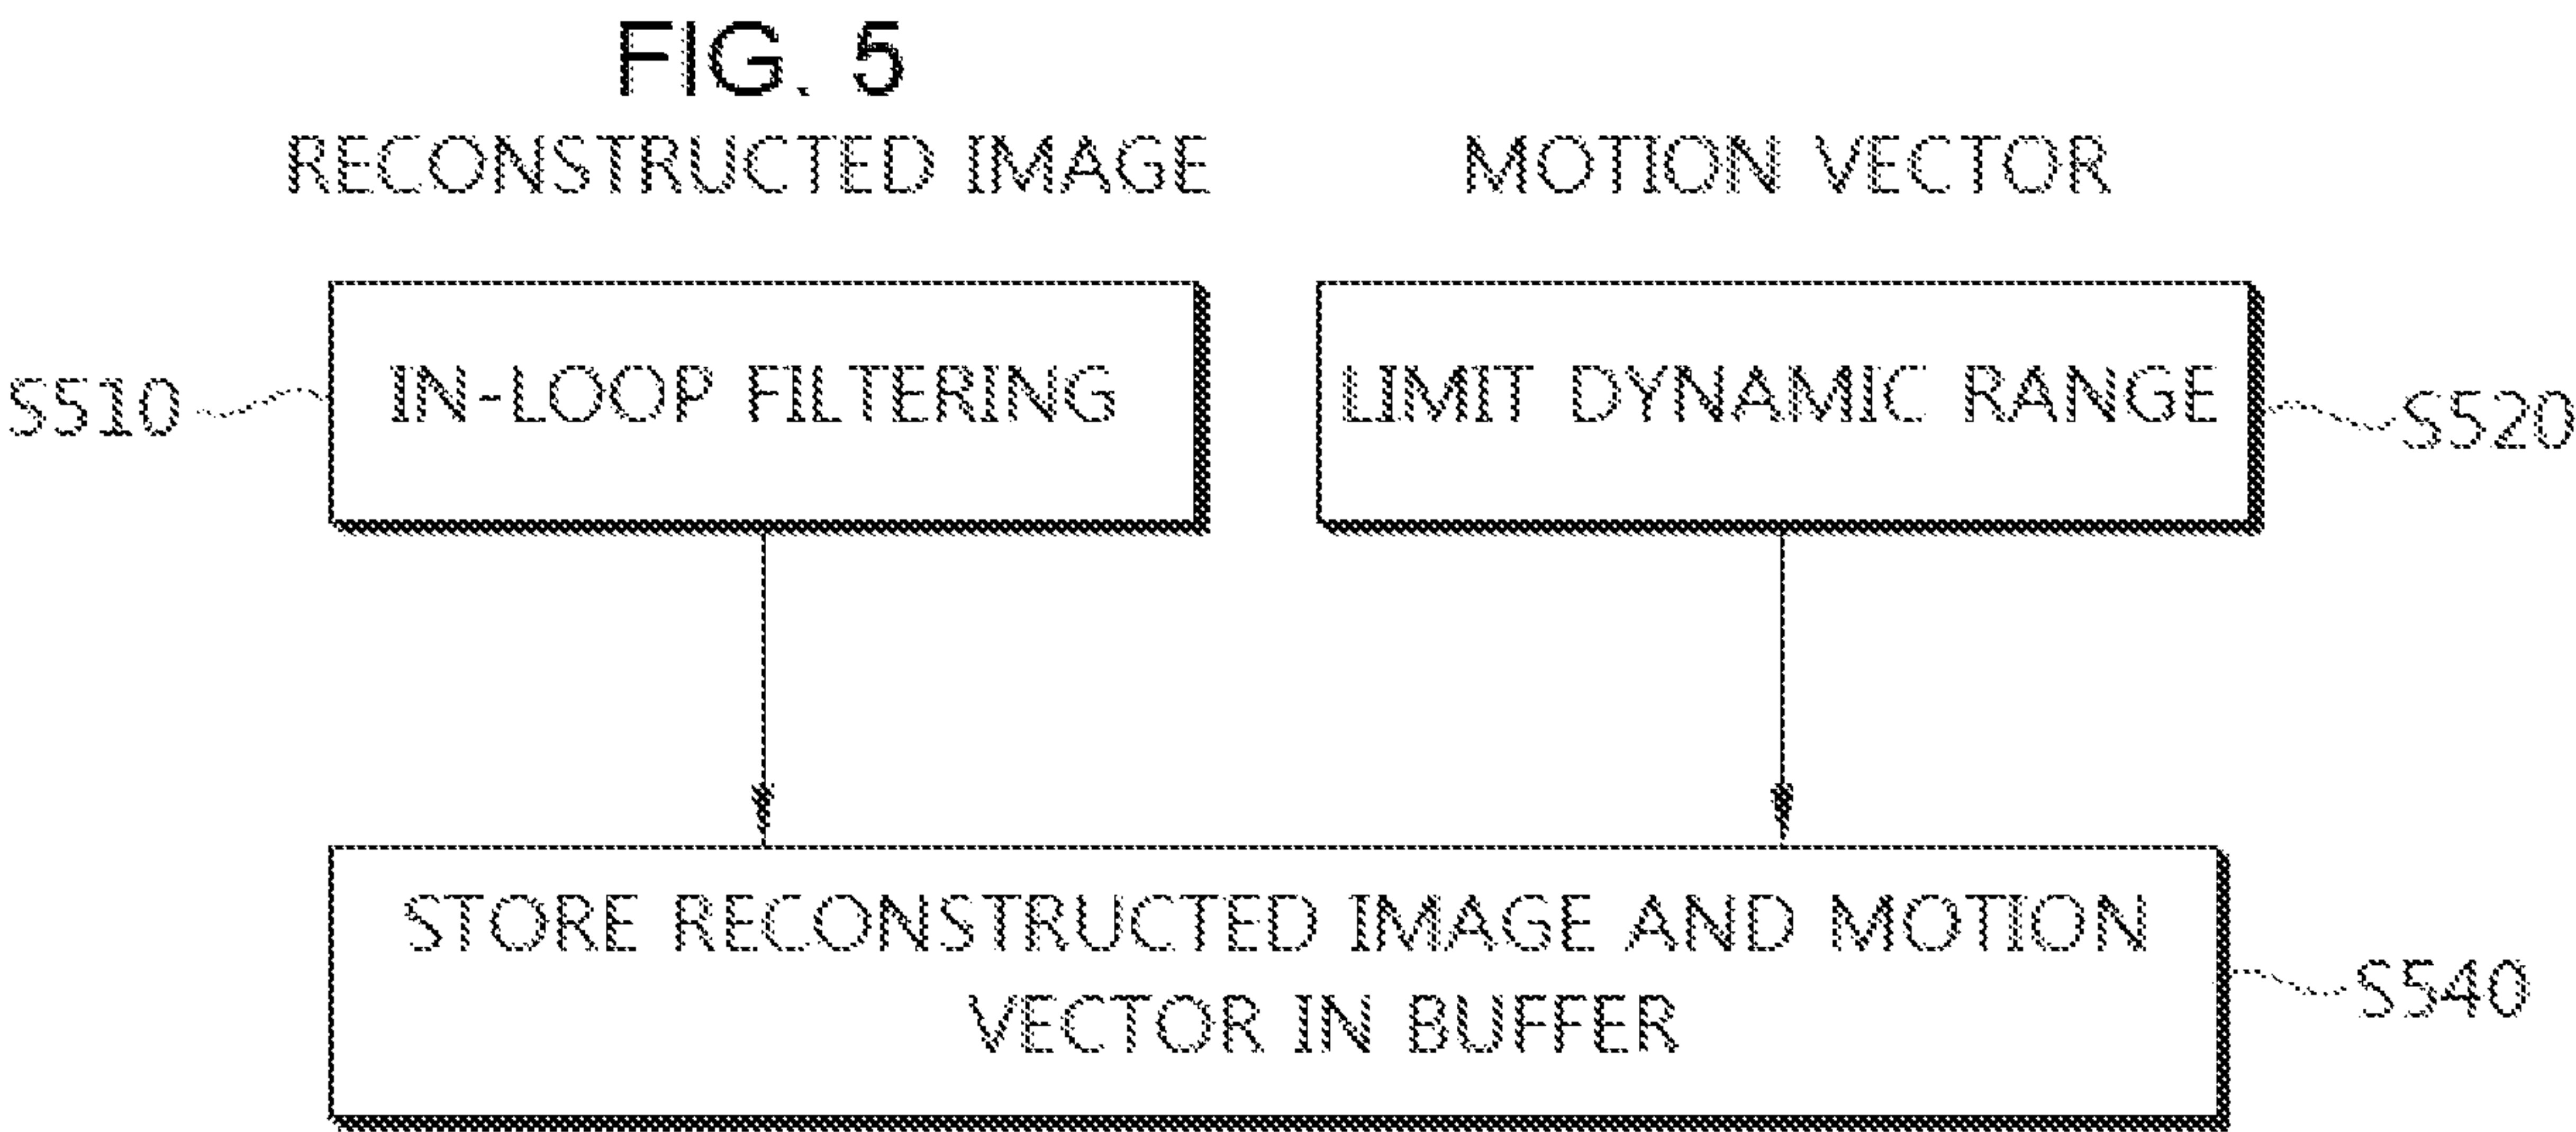 FIG. 5
RECONSTRUCTED IMAGE
MOTION VECTOR
S510
IN-LOOP FILTERING
LIMIT DYNAMIC RANGE
S520
STORE RECONSTRUCTED IMAGE AND MOTION
VECTOR IN BUFFER
S540